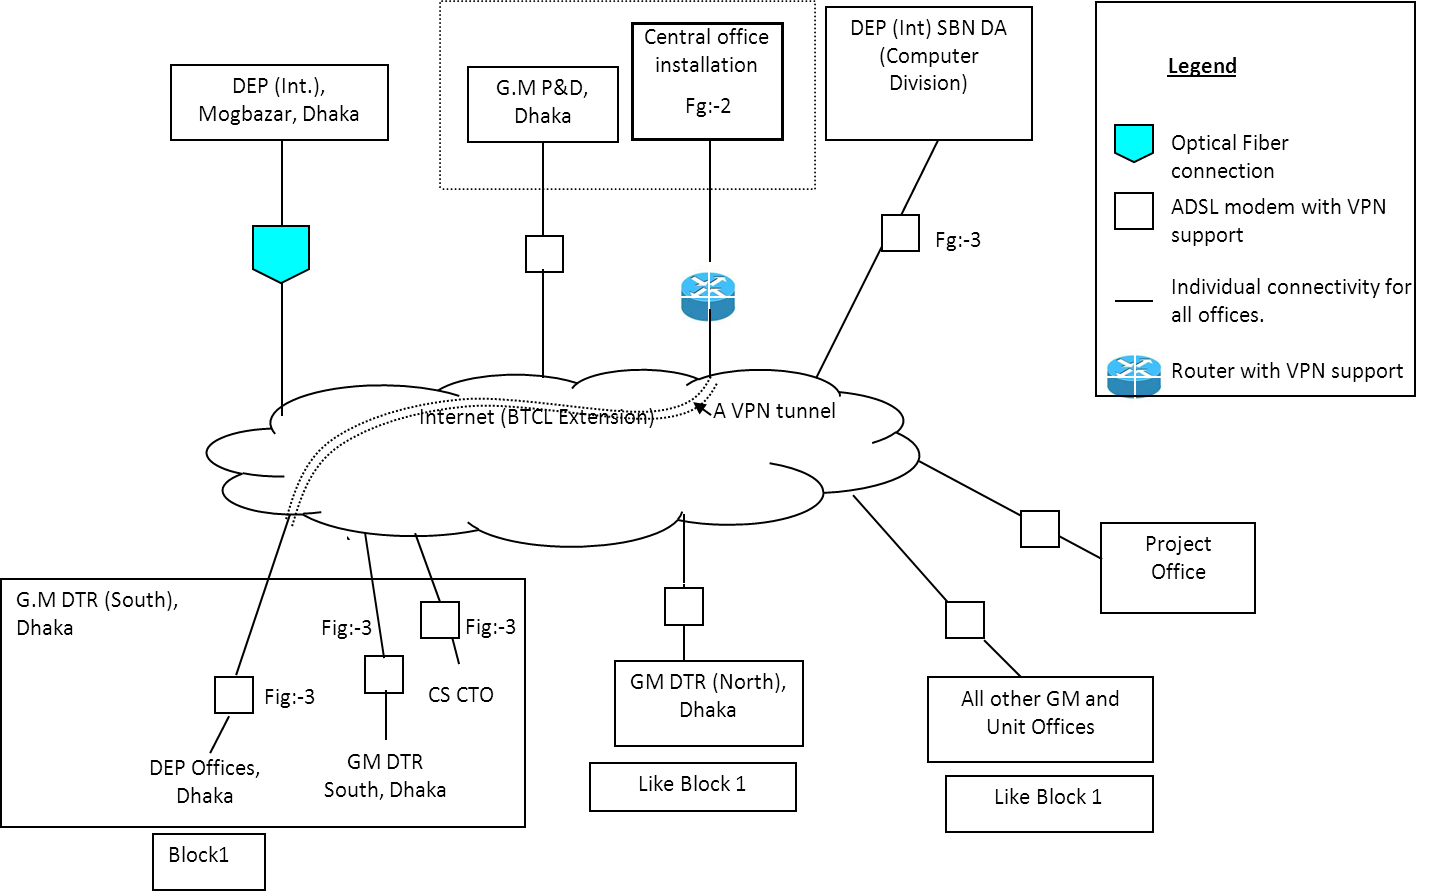 DEP (Int.),
Mogbazar, Dhaka
G.M P&D,
Dhaka
Central office
installation
Fg:-2
DEP (Int) SBN DA
(Computer
Division)
Fg:-3
Legend
Optical Fiber
connection
ADSL modem with VPN
support
Individual connectivity for
all offices.
Router with VPN support
Internet (BTCL Extension)
A VPN tunnel
Project
Office
G.M DTR (South),
Dhaka
Fig:-3
Fig:-3
Fig:-3
CS CTO
DEP Offices,
Dhaka
GM DTR
South, Dhaka
Block1
GM DTR (North),
Dhaka
Like Block 1
All other GM and
Unit Offices
Like Block 1